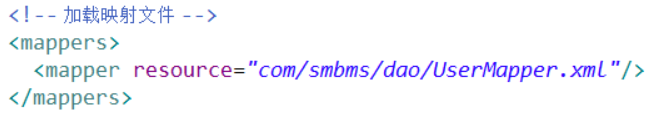 <!-- 加载映射文件 -->
<mappers>
  <mapper resource="com/smbms/dao/UserMapper.xml"/>
</mappers>